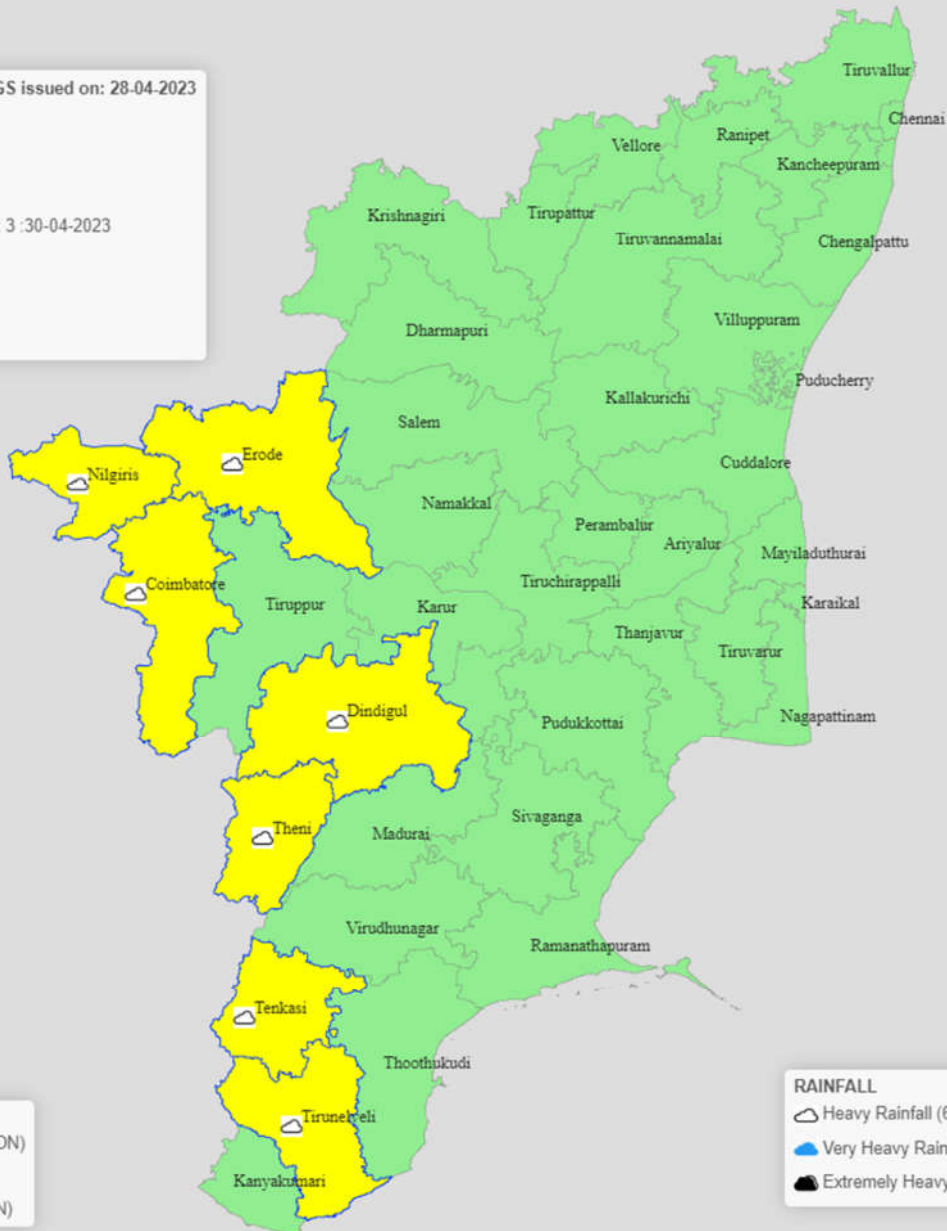 GS issued on: 28-04-2023
3 :30-04-2023
Tiruvallur
Chennai
Ranipet
Vellore
Kancheepuram
Krishnagiri
Tirupattur
Tiruvannamalai
Chengalpattu
Villuppuram
Dharmapuri
Puducherry
Kallakurichi
Salem
Erode
Cuddalore
Nilgiris
Namakkal
Perambalur
Ariyalur
Mayiladuthurai
Coimbatore
Tiruchirappalli
Tiruppur
Karur
Karaikal
Thanjavur
Tiruvarur
Dindigul
Pudukkottai
Nagapattinam
Sivaganga
Theni
Madurai
Virudhunagar
Ramanathapuram
Tenkasi
Thoothukudi
Tirunelveli
Kanyakumari
ON)
N)
RAINFALL
Heavy Rainfall (6
Very Heavy Rain
Extremely Heavy